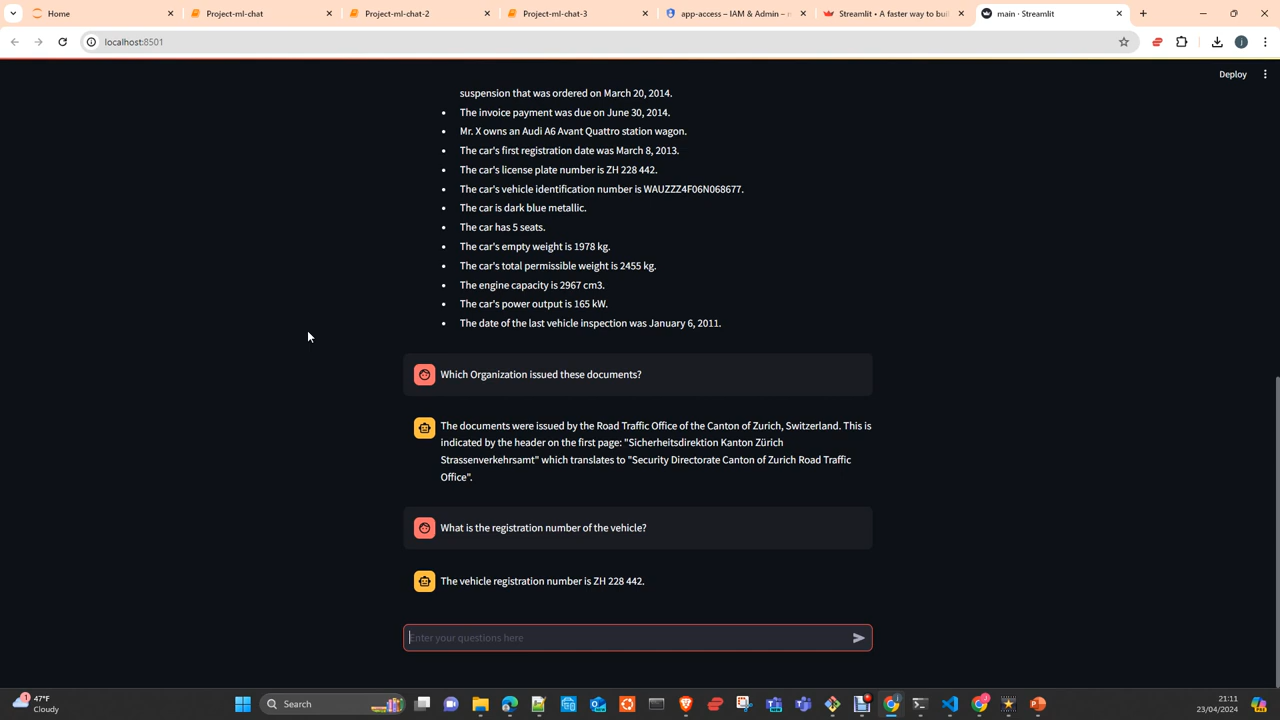 Home
Project-ml-chat
Project-ml-chat-2
Project-ml-chat-3
app-access – IAM & Admin –
Streamlit • A faster way to bui
main · Streamlit
localhost:8501
Deploy
suspension that was ordered on March 20, 2014.
• The invoice payment was due on June 30, 2014.
• Mr. X owns an Audi A6 Avant Quattro station wagon.
• The car's first registration date was March 8, 2013.
• The car's license plate number is ZH 228 442.
• The car's vehicle identification number is WAUZZZ4F06N068677.
• The car is dark blue metallic.
• The car has 5 seats.
• The car's empty weight is 1978 kg.
• The car's total permissible weight is 2455 kg.
• The engine capacity is 2967 cm3.
• The car's power output is 165 kW.
• The date of the last vehicle inspection was January 6, 2011.
Which Organization issued these documents?
The documents were issued by the Road Traffic Office of the Canton of Zurich, Switzerland. This is
indicated by the header on the first page: "Sicherheitsdirektion Kanton Zürich
Strassenverkehrsamt" which translates to "Security Directorate Canton of Zurich Road Traffic
Office".
What is the registration number of the vehicle?
The vehicle registration number is ZH 228 442.
Enter your questions here
1
47°F
Cloudy
Search
21:11
23/04/2024